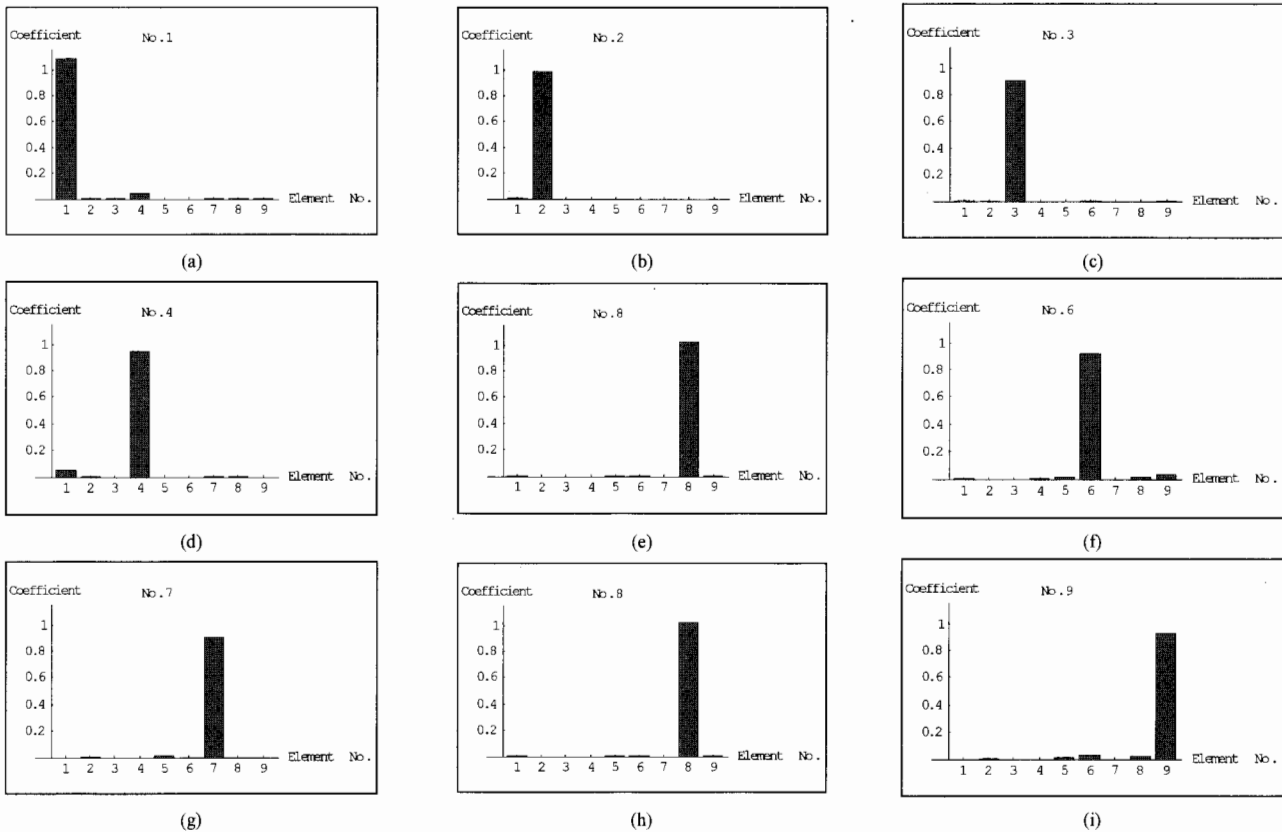 Coefficient No.1
1
0.8
0.6
0.4
0.2
1 2 3 4 5 6 7 8 9 Element No.
(a)
Coefficient No.2
1
0.8
0.6
0.4
0.2
1 2 3 4 5 6 7 8 9 Element No.
(b)
Coefficient No.3
1
0.8
0.6
0.4
0.2
1 2 3 4 5 6 7 8 9 Element No.
(c)
Coefficient No.4
1
0.8
0.6
0.4
0.2
1 2 3 4 5 6 7 8 9 Element No.
(d)
Coefficient No.8
1
0.8
0.6
0.4
0.2
1 2 3 4 5 6 7 8 9 Element No.
(e)
Coefficient No.6
1
0.8
0.6
0.4
0.2
1 2 3 4 5 6 7 8 9 Element No.
(f)
Coefficient No.7
1
0.8
0.6
0.4
0.2
1 2 3 4 5 6 7 8 9 Element No.
(g)
Coefficient No.8
1
0.8
0.6
0.4
0.2
1 2 3 4 5 6 7 8 9 Element No.
(h)
Coefficient No.9
1
0.8
0.6
0.4
0.2
1 2 3 4 5 6 7 8 9 Element No.
(i)